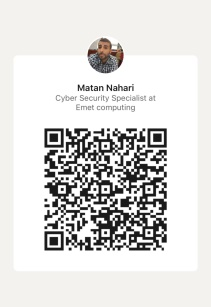 Matan Nahari
Cyber Security Specialist at
Emet computing